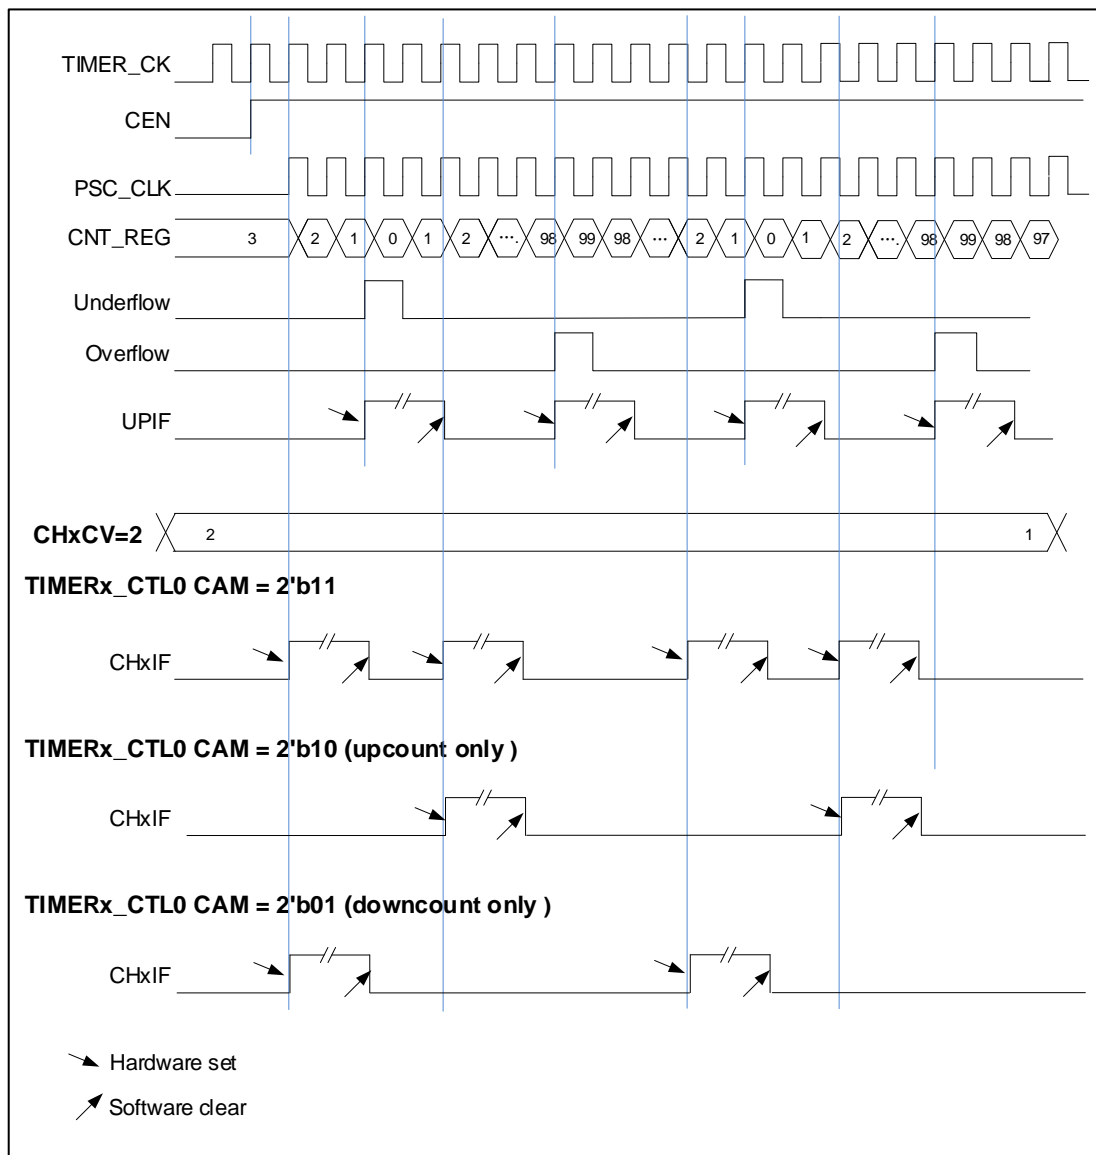 TIMER_CK
CEN
PSC_CLK
CNT_REG 3 2 1 0 1 2 .... 98 99 98 ... 2 1 0 1 2 .... 98 99 98 97
Underflow
Overflow
UPIF
CHxCV=2 2 1
TIMERx_CTL0 CAM = 2'b11
CHxIF
TIMERx_CTL0 CAM = 2'b10 (upcount only )
CHxIF
TIMERx_CTL0 CAM = 2'b01 (downcount only )
CHxIF
Hardware set
Software clear